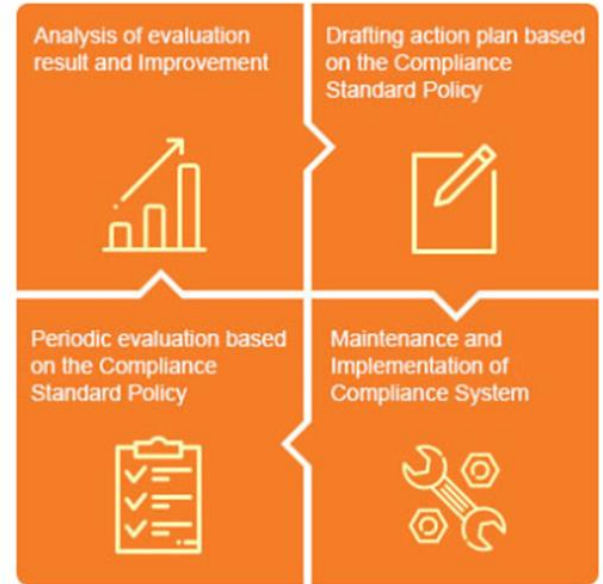 Analysis of evaluation
result and Improvement
Drafting action plan based
on the Compliance
Standard Policy
Periodic evaluation based
on the Compliance
Standard Policy
Maintenance and
Implementation of
Compliance System